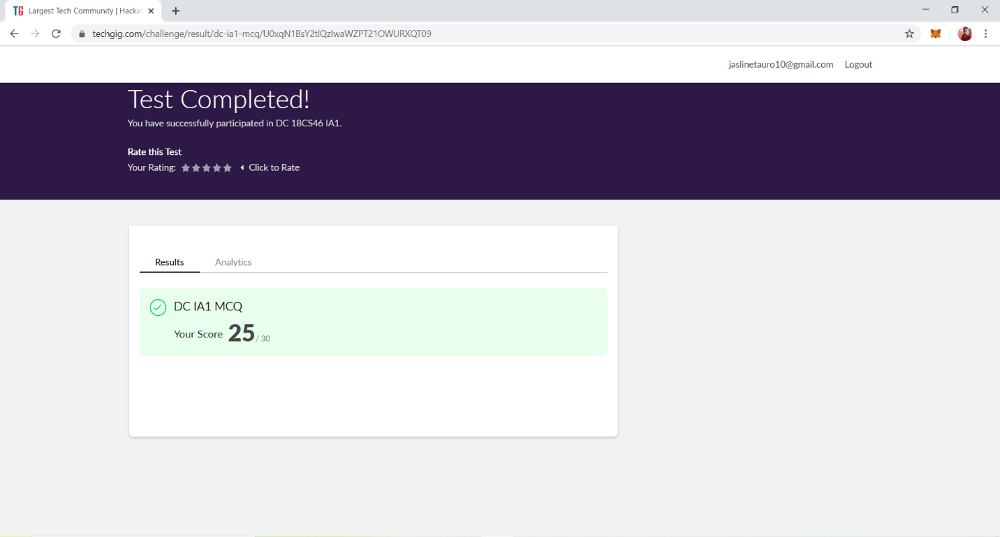 TG Largest Tech Community | Hacka
techgig.com/challenge/result/dc-ia1-mcq/U0xqN1BsY2tlQzIwaWZPT21OWURXQT09
jaslinetauro10@gmail.com Logout
Test Completed!
You have successfully participated in DC 18CS46 IA1.
Rate this Test
Your Rating: Click to Rate
Results Analytics
DC IA1 MCQ
Your Score 25 / 30